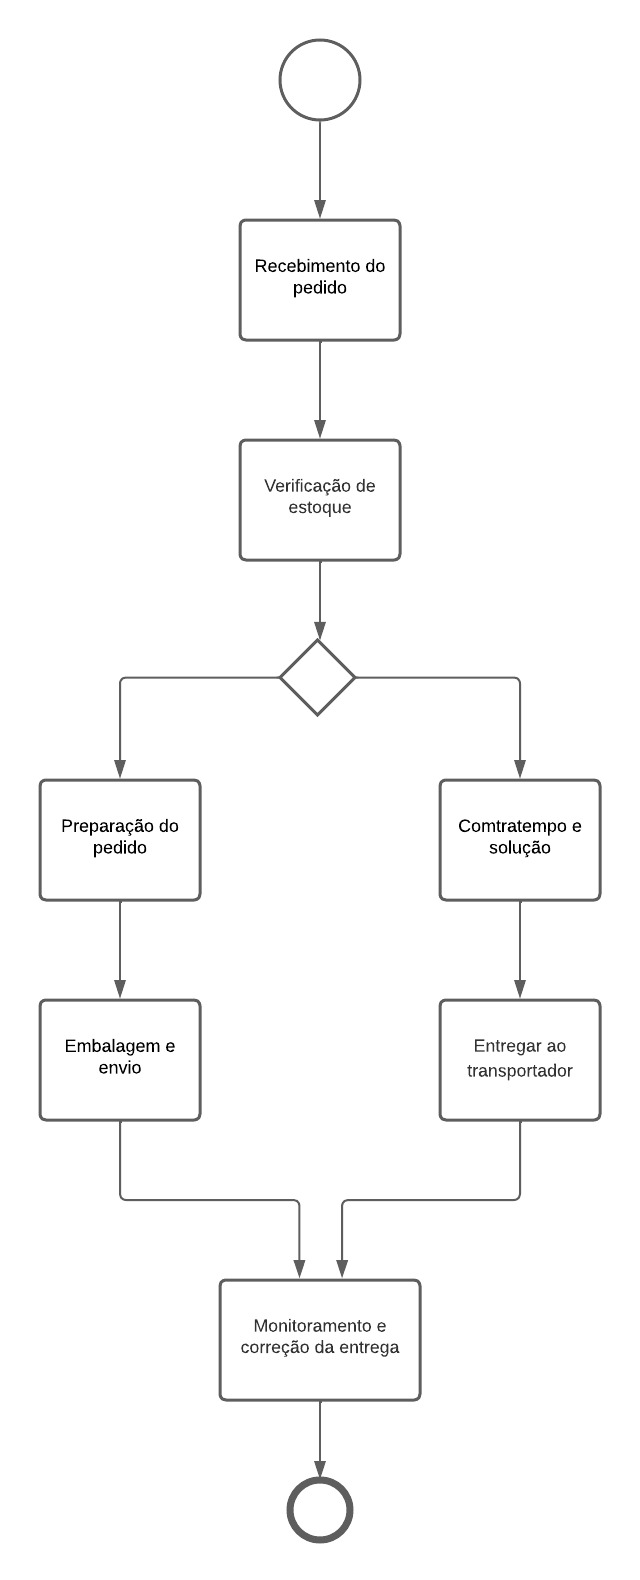 Recebimento do
pedido
Verificação de
estoque
Preparação do
pedido
Comtratempo e
solução
Embalagem e
envio
Entregar ao
transportador
Monitoramento e
correção da entrega